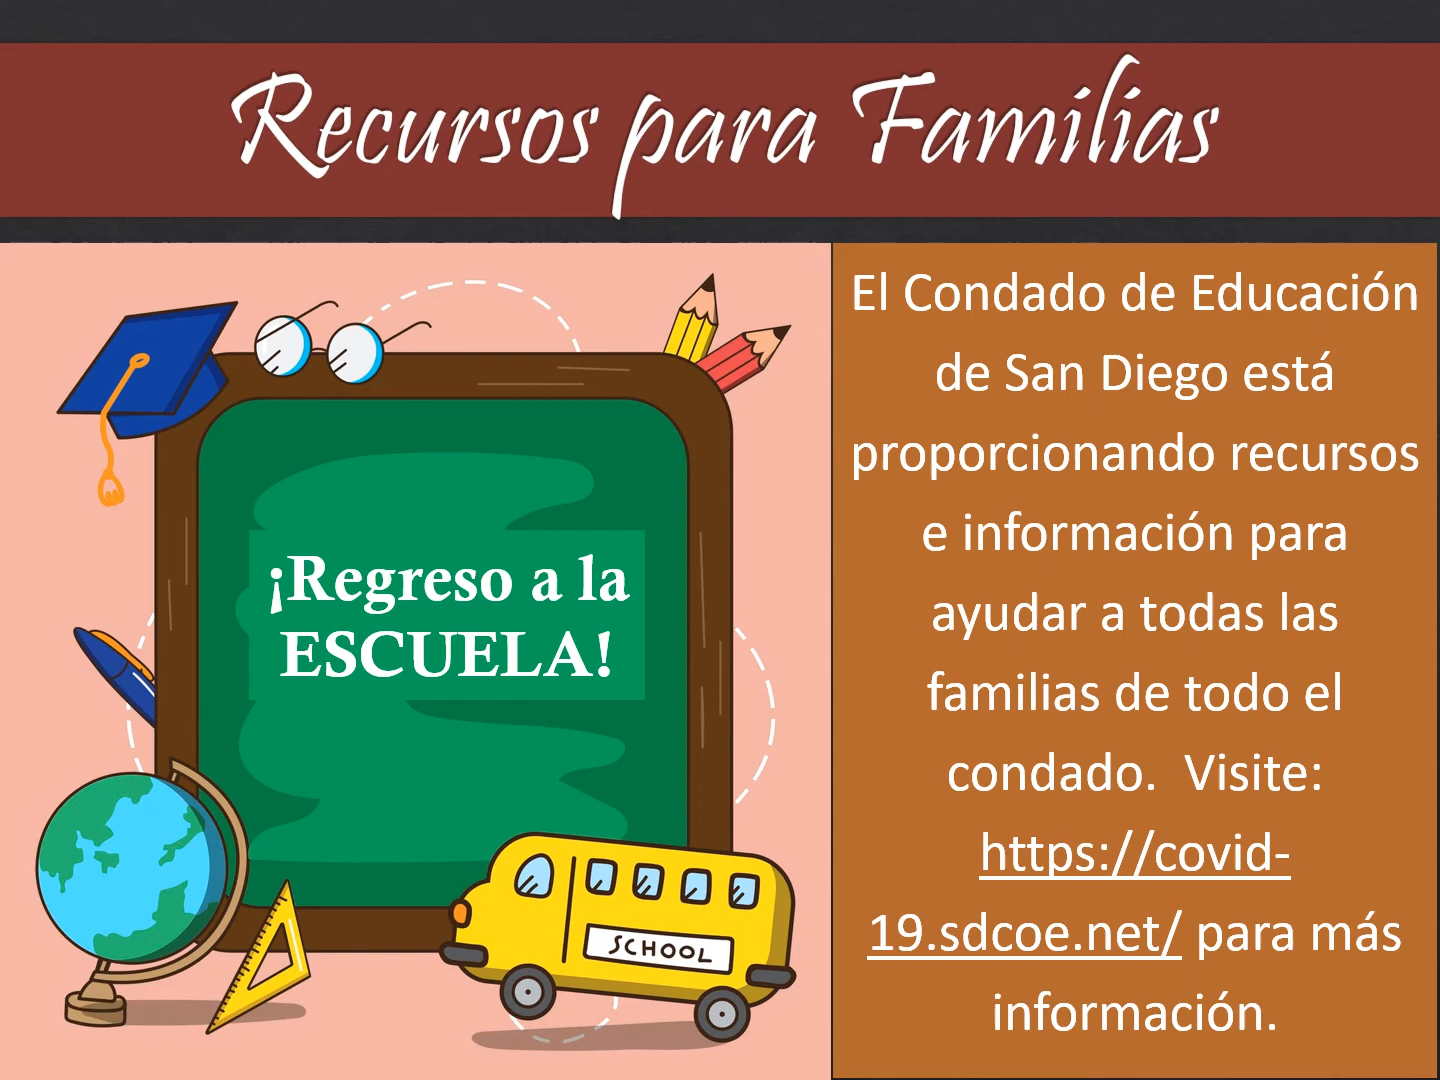 Recursos para Familias
¡Regreso a la
ESCUELA!
SCHOOL
El Condado de Educación
de San Diego está
proporcionando recursos
e información para
ayudar a todas las
familias de todo el
condado.  Visite:
https://covid-
19.sdcoe.net/ para más
información.